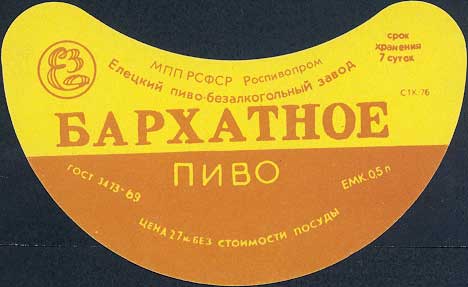 МПП РСФСР Роспивопром
Елецкий пиво-безалкогольный завод
срок
хранения
7 суток
СТК-76
БАРХАТНОЕ
ПИВО
ГОСТ 3473-69
ЕМК. 0,5 л
ЦЕНА 27 к. БЕЗ СТОИМОСТИ ПОСУДЫ